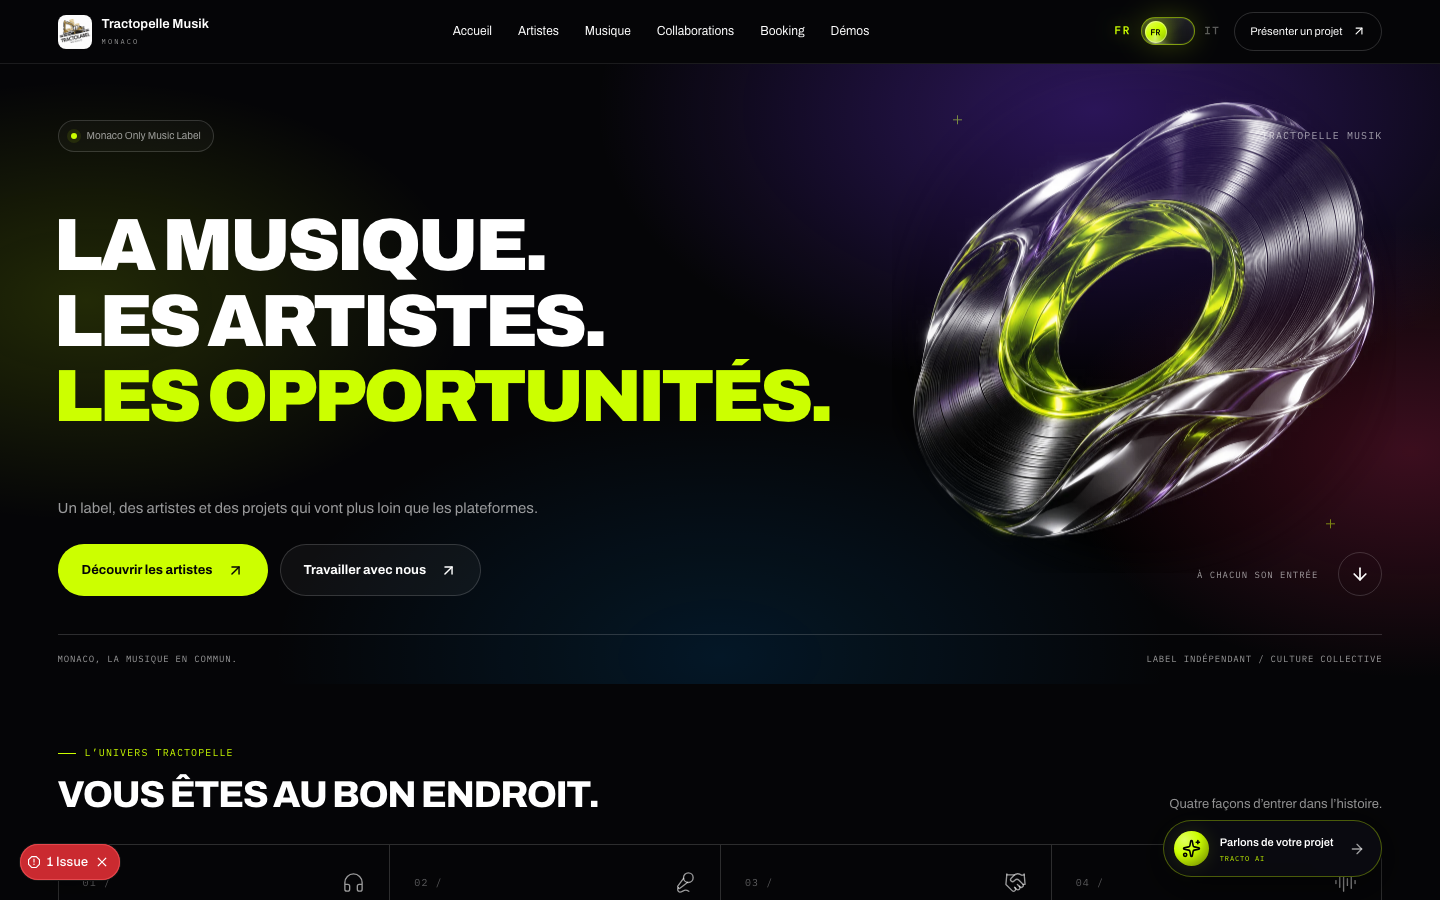 Tractopelle Musik
MONACO
Accueil
Artistes
Musique
Collaborations
Booking
Démos
FR
FR
IT
Présenter un projet
Monaco Only Music Label
TRACTOPELLE MUSIK
LA MUSIQUE.
LES ARTISTES.
LES OPPORTUNITÉS.
Un label, des artistes et des projets qui vont plus loin que les plateformes.
Découvrir les artistes
Travailler avec nous
À CHACUN SON ENTRÉE
MONACO, LA MUSIQUE EN COMMUN.
LABEL INDÉPENDANT / CULTURE COLLECTIVE
L’UNIVERS TRACTOPELLE
VOUS ÊTES AU BON ENDROIT.
Quatre façons d’entrer dans l’histoire.
Parlons de votre projet
TRACTO AI
1 Issue
01 /
02 /
03 /
04 /